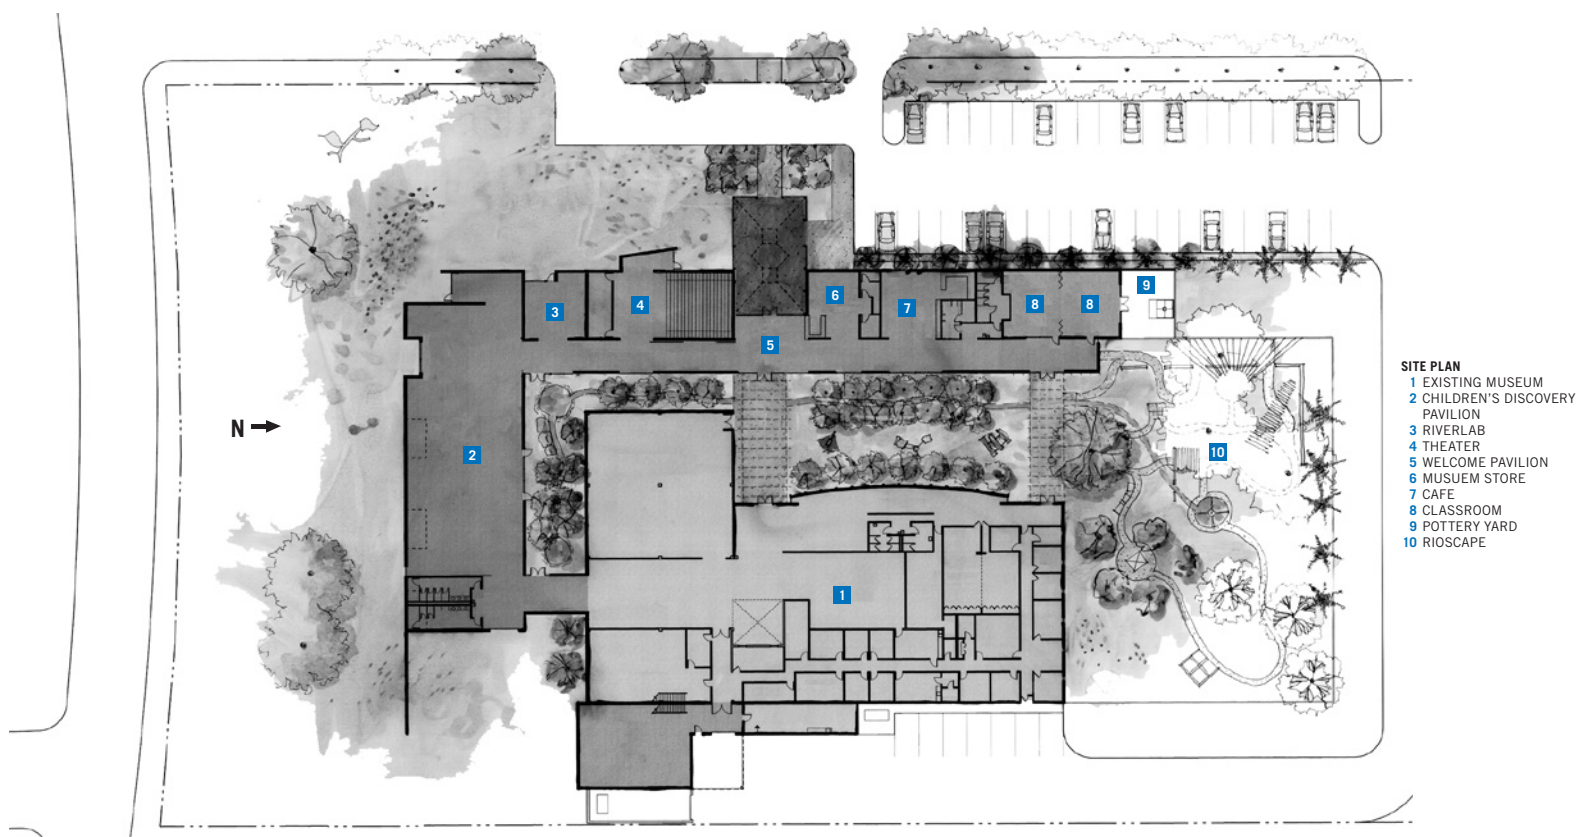 9
6
3
4
7
8
8
5
N
10
2
1
SITE PLAN
1 EXISTING MUSEUM
2 CHILDREN'S DISCOVERY
PAVILION
3 RIVERLAB
4 THEATER
5 WELCOME PAVILION
6 MUSUEM STORE
7 CAFE
8 CLASSROOM
9 POTTERY YARD
10 RIOSCAPE